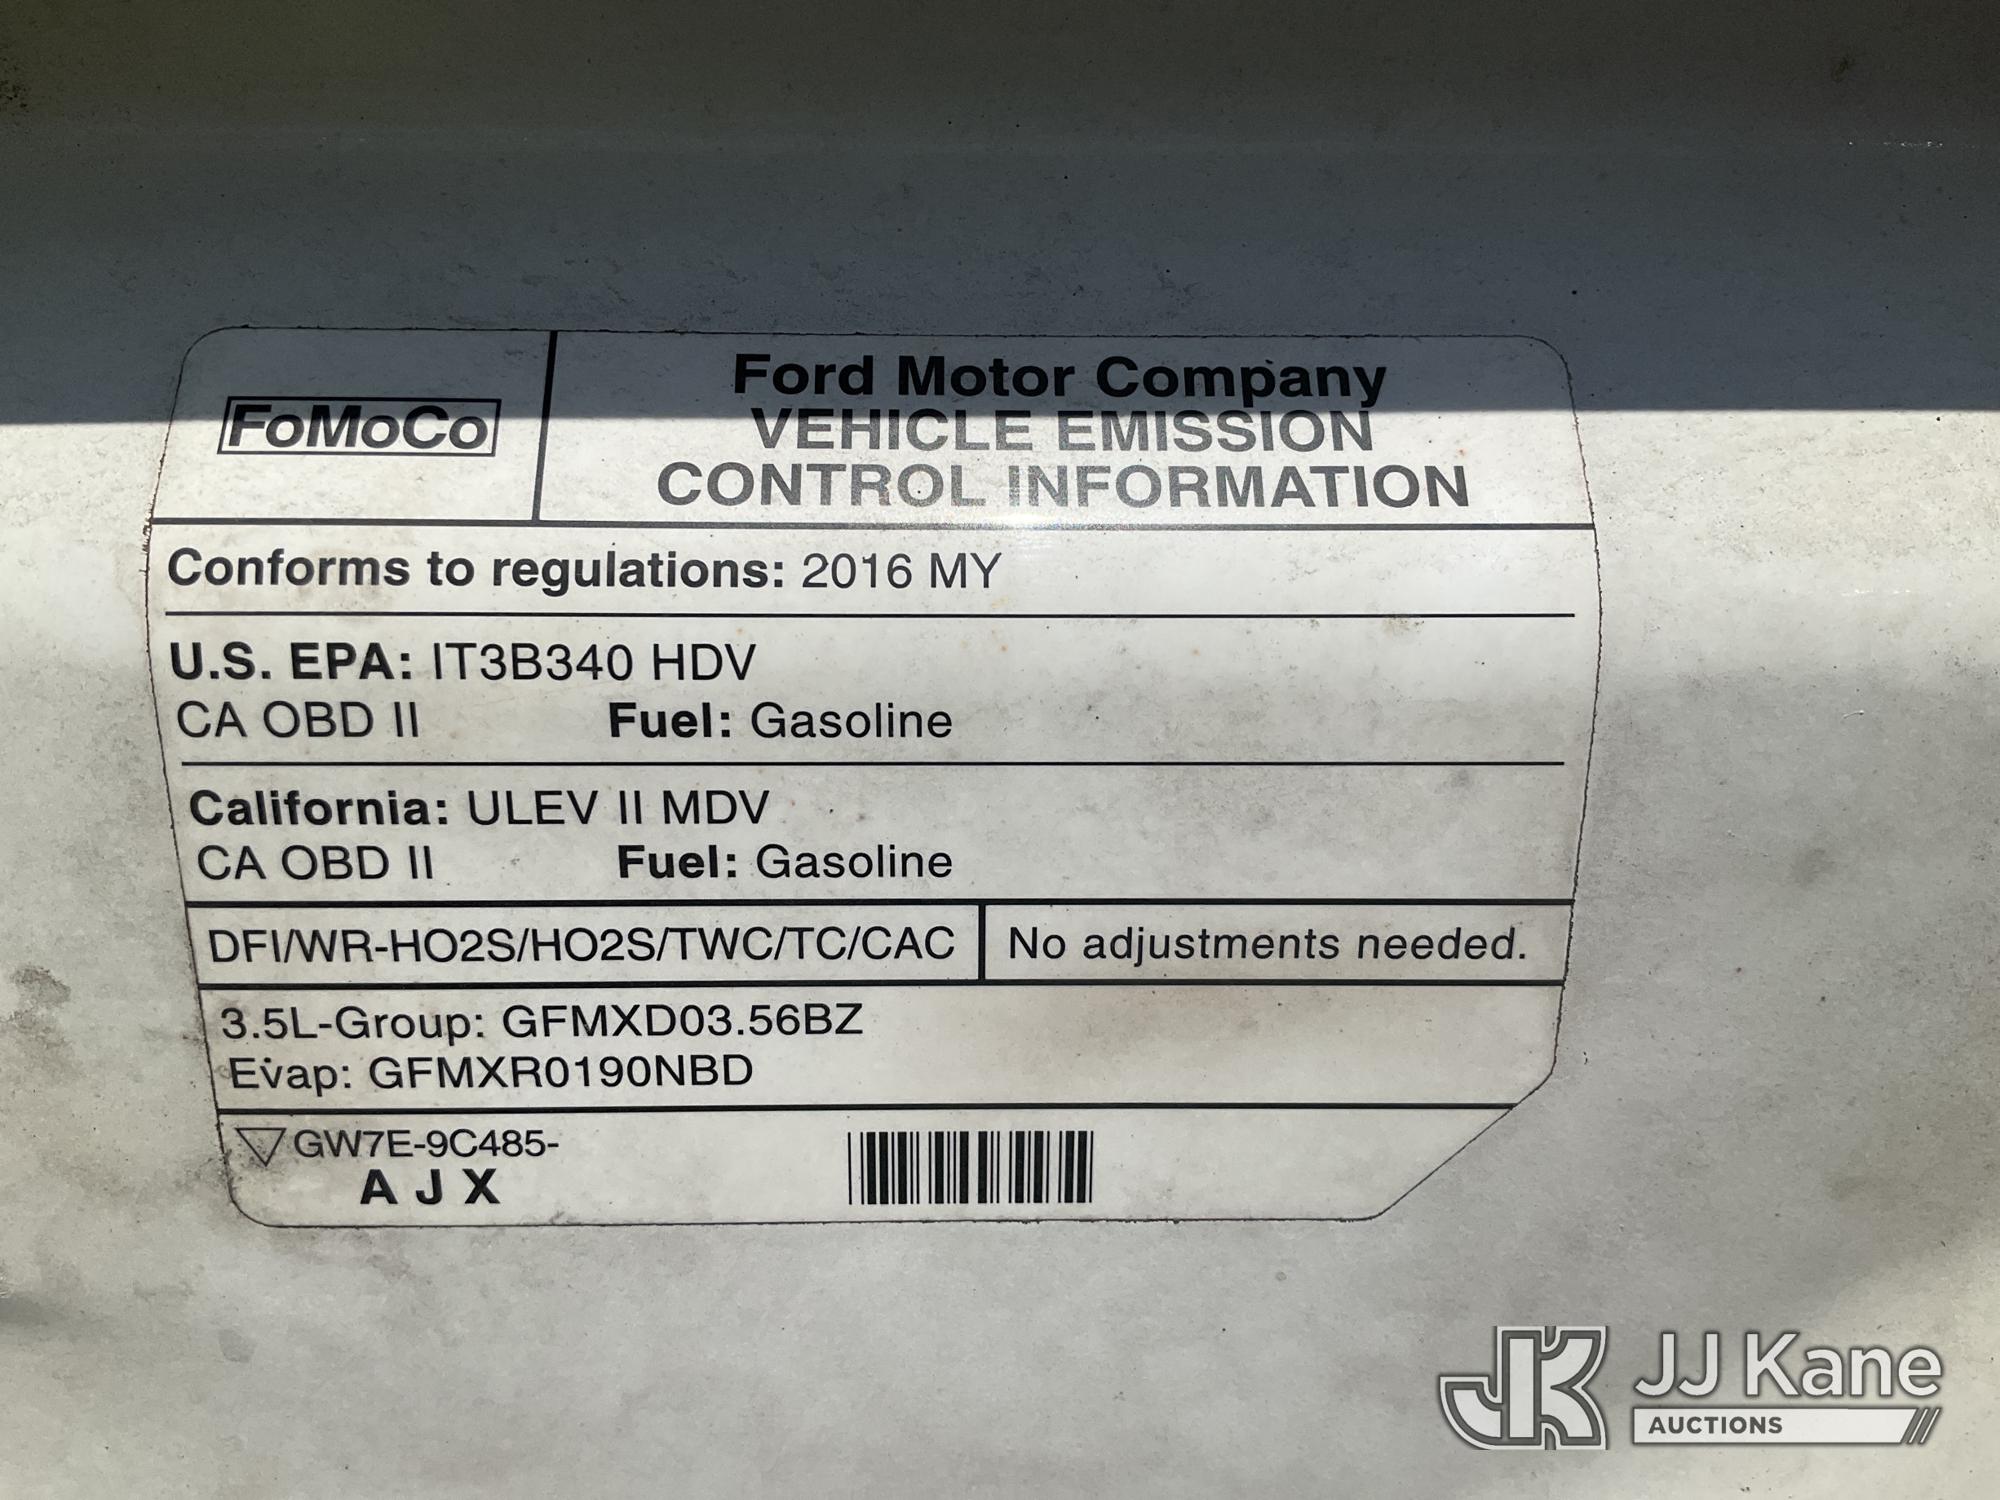 FoMoCo
Ford Motor Company
VEHICLE EMISSION
CONTROL INFORMATION
Conforms to regulations: 2016 MY
U.S. EPA: IT3B340 HDV
CA OBD II Fuel: Gasoline
California: ULEV II MDV
CA OBD II Fuel: Gasoline
DFI/WR-HO2S/HO2S/TWC/TC/CAC
No adjustments needed.
3.5L-Group: GFMXD03.56BZ
Evap: GFMXR0190NBD
GW7E-9C485-
A J X
JK JJ Kane
AUCTIONS